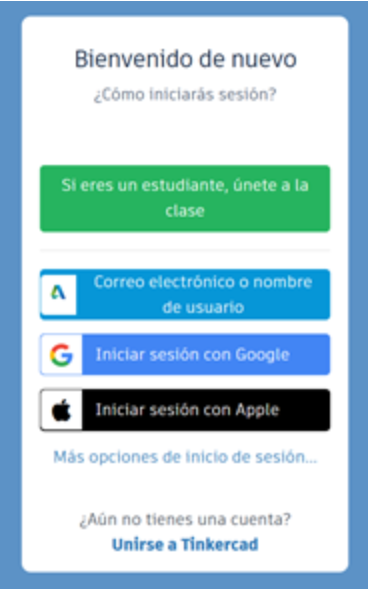 Bienvenido de nuevo
¿Cómo iniciarás sesión?
Si eres un estudiante, únete a la
clase
Correo electrónico o nombre
de usuario
Iniciar sesión con Google
Iniciar sesión con Apple
Más opciones de inicio de sesión...
¿Aún no tienes una cuenta?
Unirse a Tinkercad